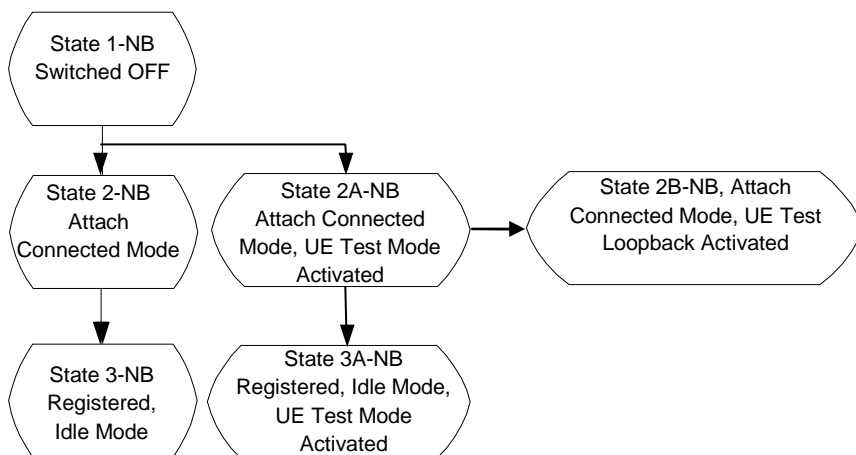 State 1-NB
Switched OFF
State 2-NB
Attach
Connected Mode
State 2A-NB
Attach Connected
Mode, UE Test Mode
Activated
State 2B-NB, Attach
Connected Mode, UE Test
Loopback Activated
State 3-NB
Registered,
Idle Mode
State 3A-NB
Registered, Idle Mode,
UE Test Mode
Activated